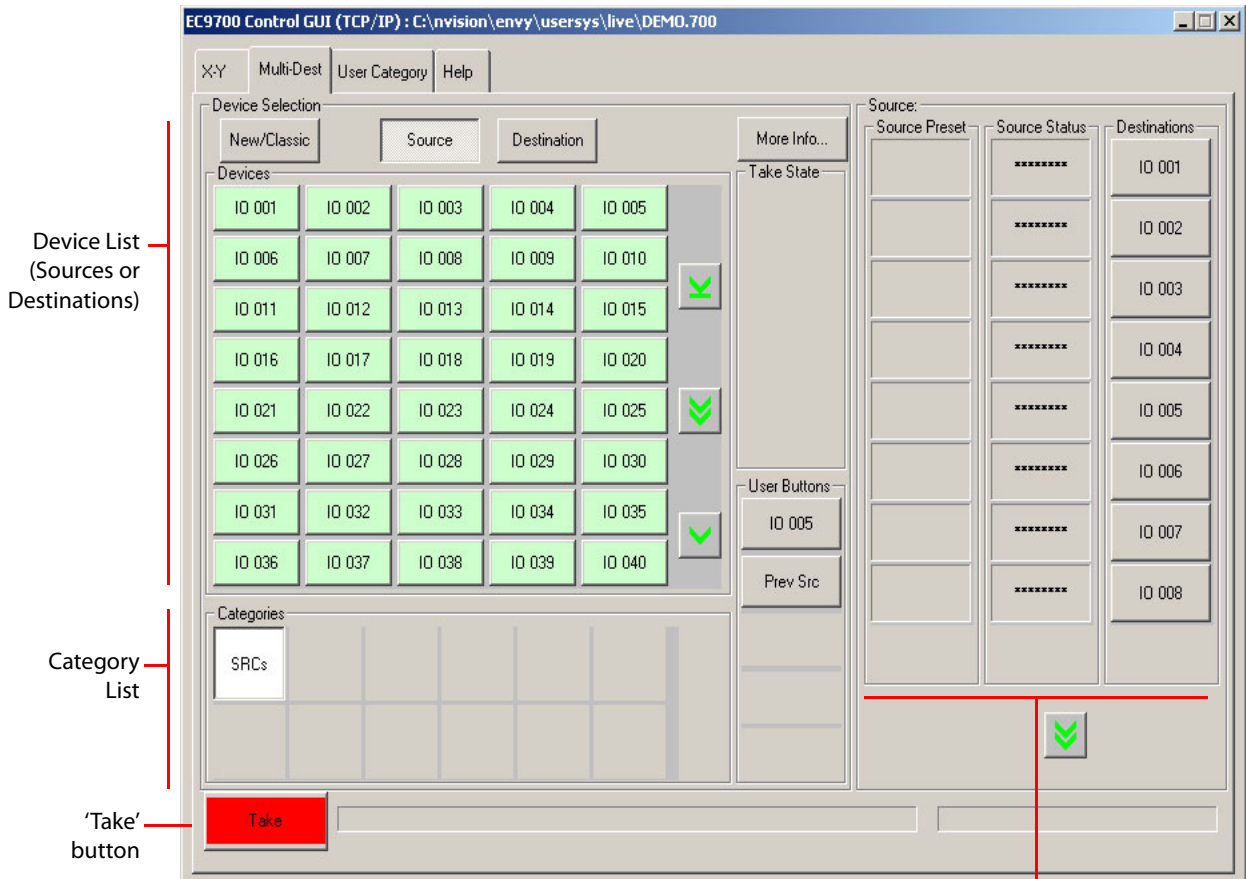 EC9700 Control GUI (TCP/IP) : C:\nvision\envy\usersys\live\DEMO.700
X-Y Multi-Dest User Category Help
Device Selection
New/Classic Source Destination More Info...
Devices
IO 001 IO 002 IO 003 IO 004 IO 005
IO 006 IO 007 IO 008 IO 009 IO 010
IO 011 IO 012 IO 013 IO 014 IO 015
IO 016 IO 017 IO 018 IO 019 IO 020
IO 021 IO 022 IO 023 IO 024 IO 025
IO 026 IO 027 IO 028 IO 029 IO 030
IO 031 IO 032 IO 033 IO 034 IO 035
IO 036 IO 037 IO 038 IO 039 IO 040
Take State
User Buttons
IO 005
Prev Src
Categories
SRCs
Take
Source:
Source Preset Source Status Destinations
******** IO 001
******** IO 002
******** IO 003
******** IO 004
******** IO 005
******** IO 006
******** IO 007
******** IO 008
Device List
(Sources or
Destinations)
Category
List
‘Take’
button